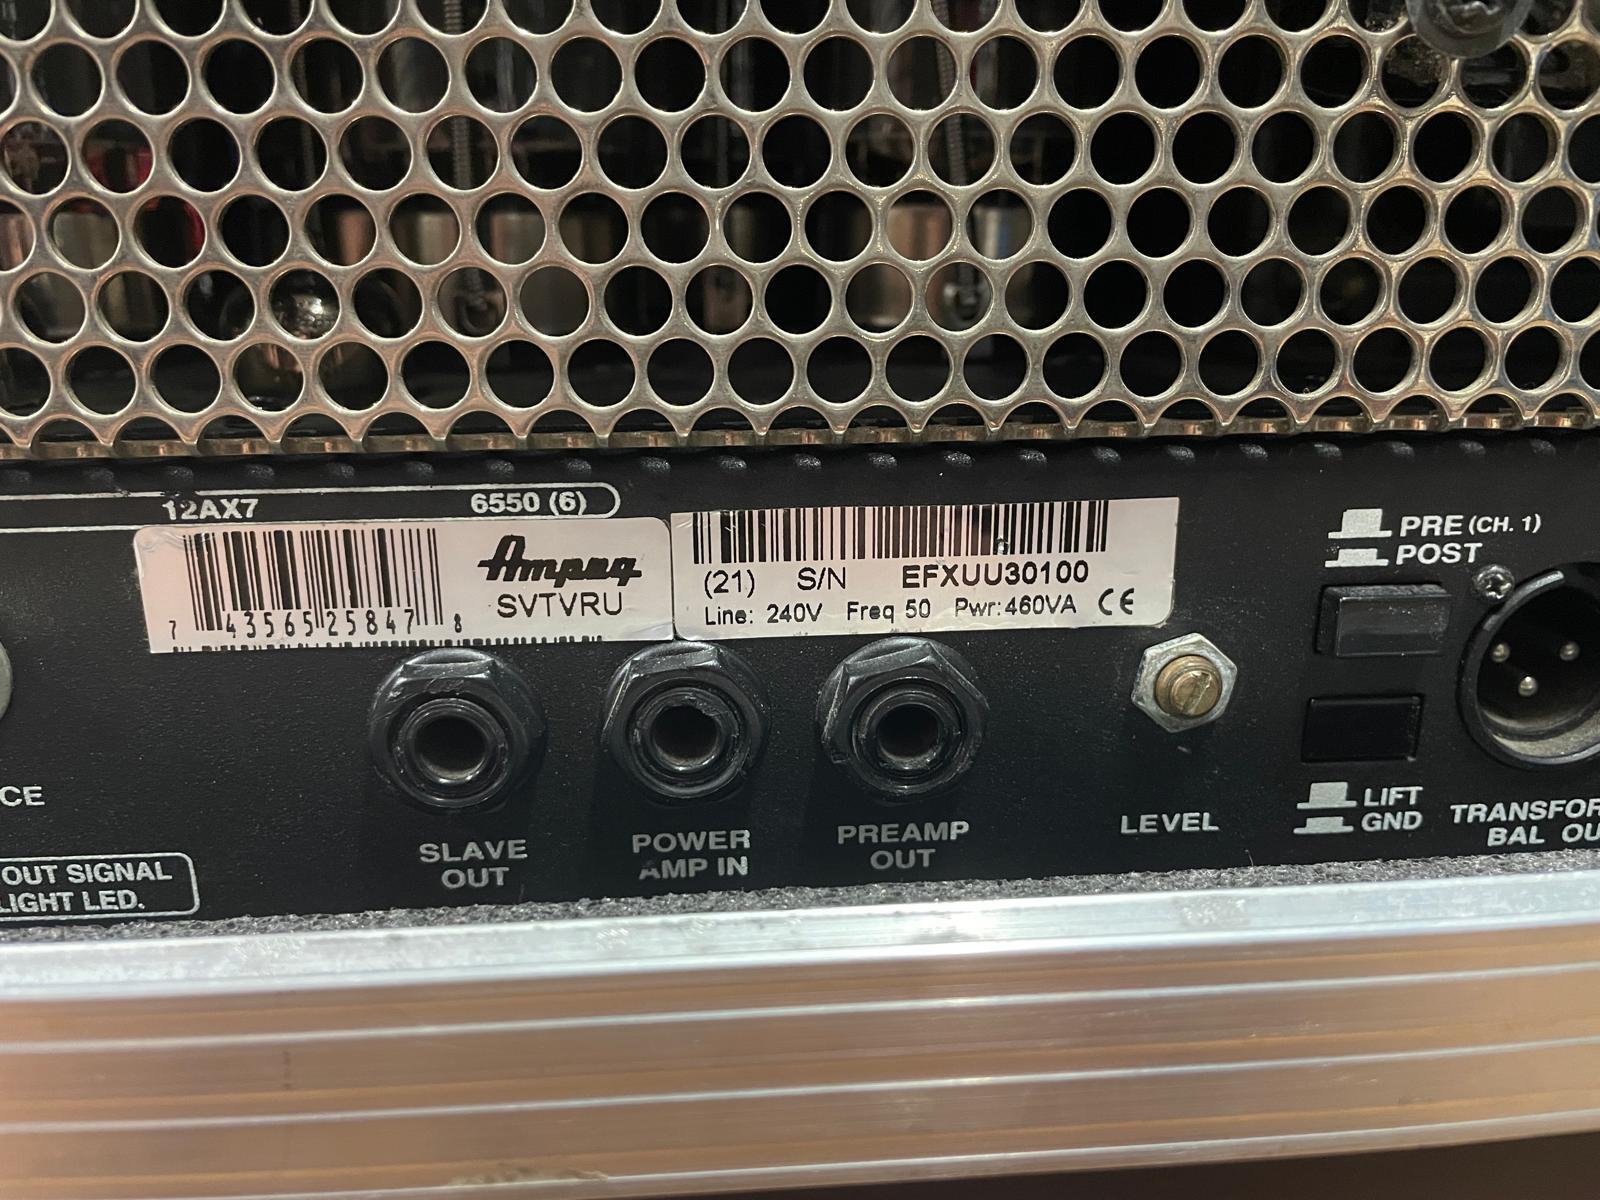 12AX7 6550 (6)
7 43565 25847 8
Ampeg
SVTVRU
(21) S/N EFXUU30100
Line: 240V Freq 50 Pwr:460VA CE
PRE (CH. 1)
POST
CE
OUT SIGNAL
LIGHT LED.
SLAVE
OUT
POWER
AMP IN
PREAMP
OUT
LEVEL
LIFT
GND
TRANSFOR
BAL OU